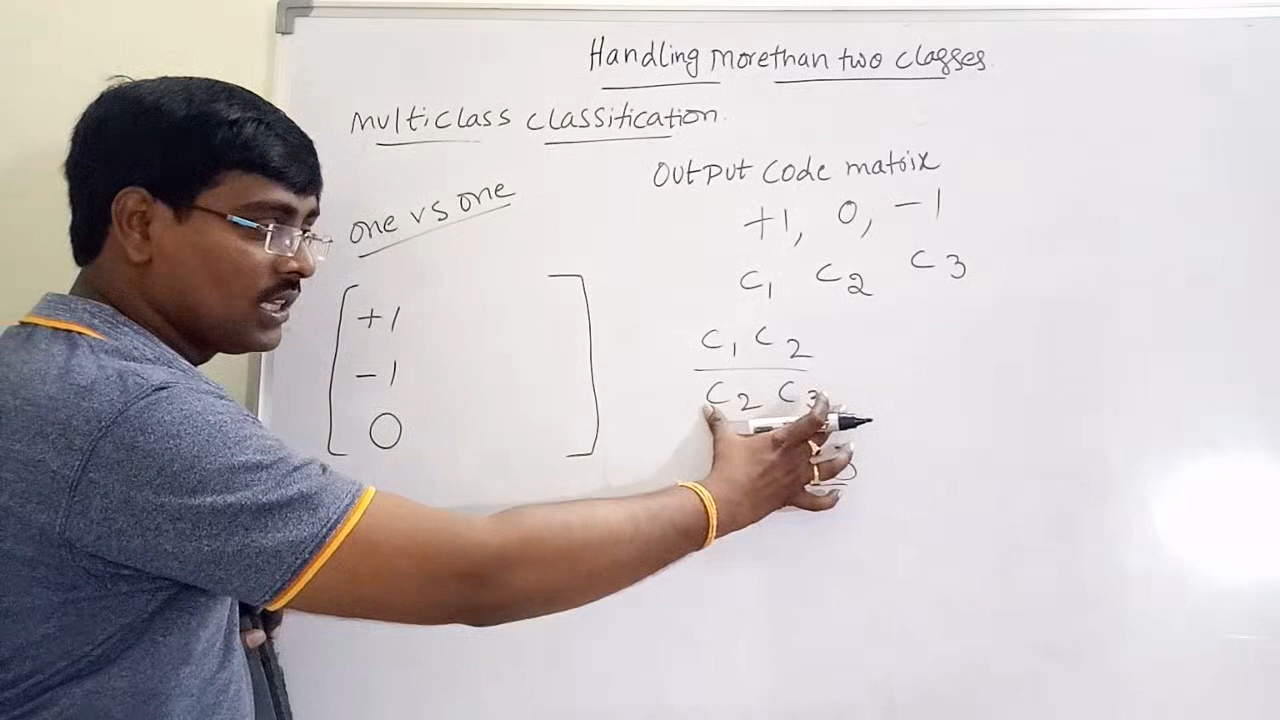 Handling morethan two classes
multiclass classification.
output code matrix
one vs one
+1, 0, -1
C1 C2 C3
+1
-1
0
C1 C2
C2 C3